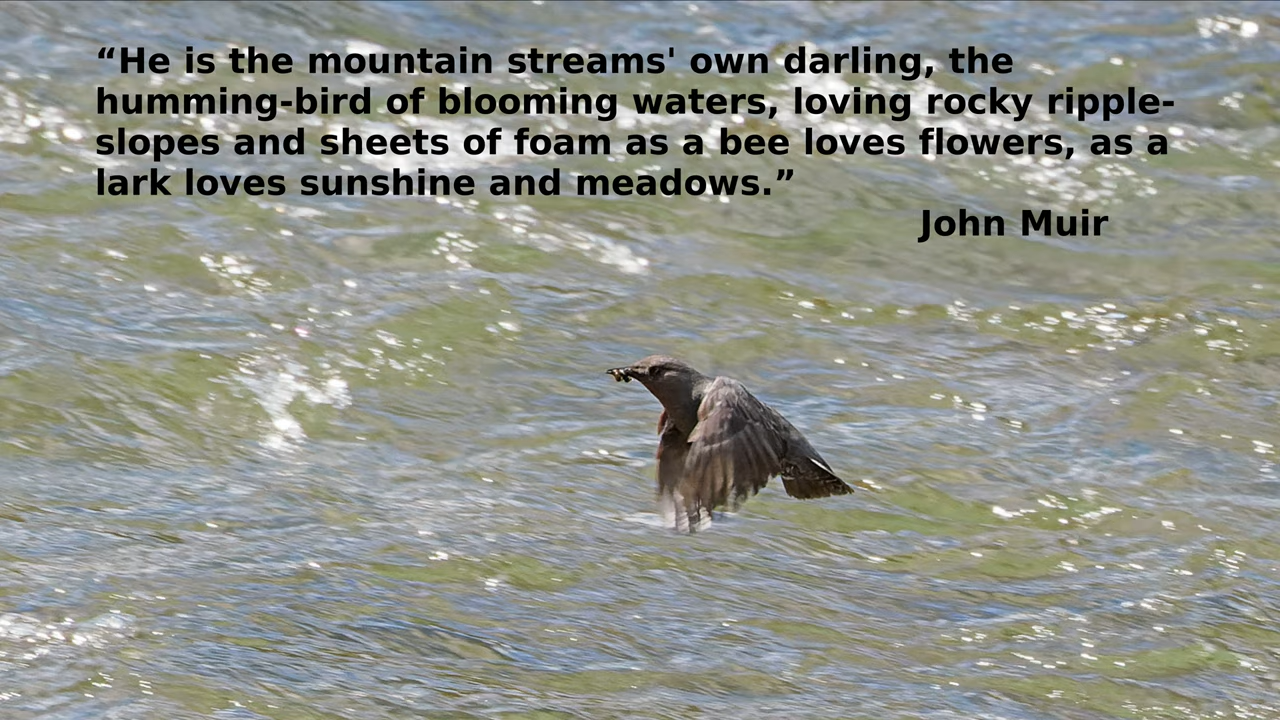 “He is the mountain streams' own darling, the
humming-bird of blooming waters, loving rocky ripple-
slopes and sheets of foam as a bee loves flowers, as a
lark loves sunshine and meadows.”
John Muir